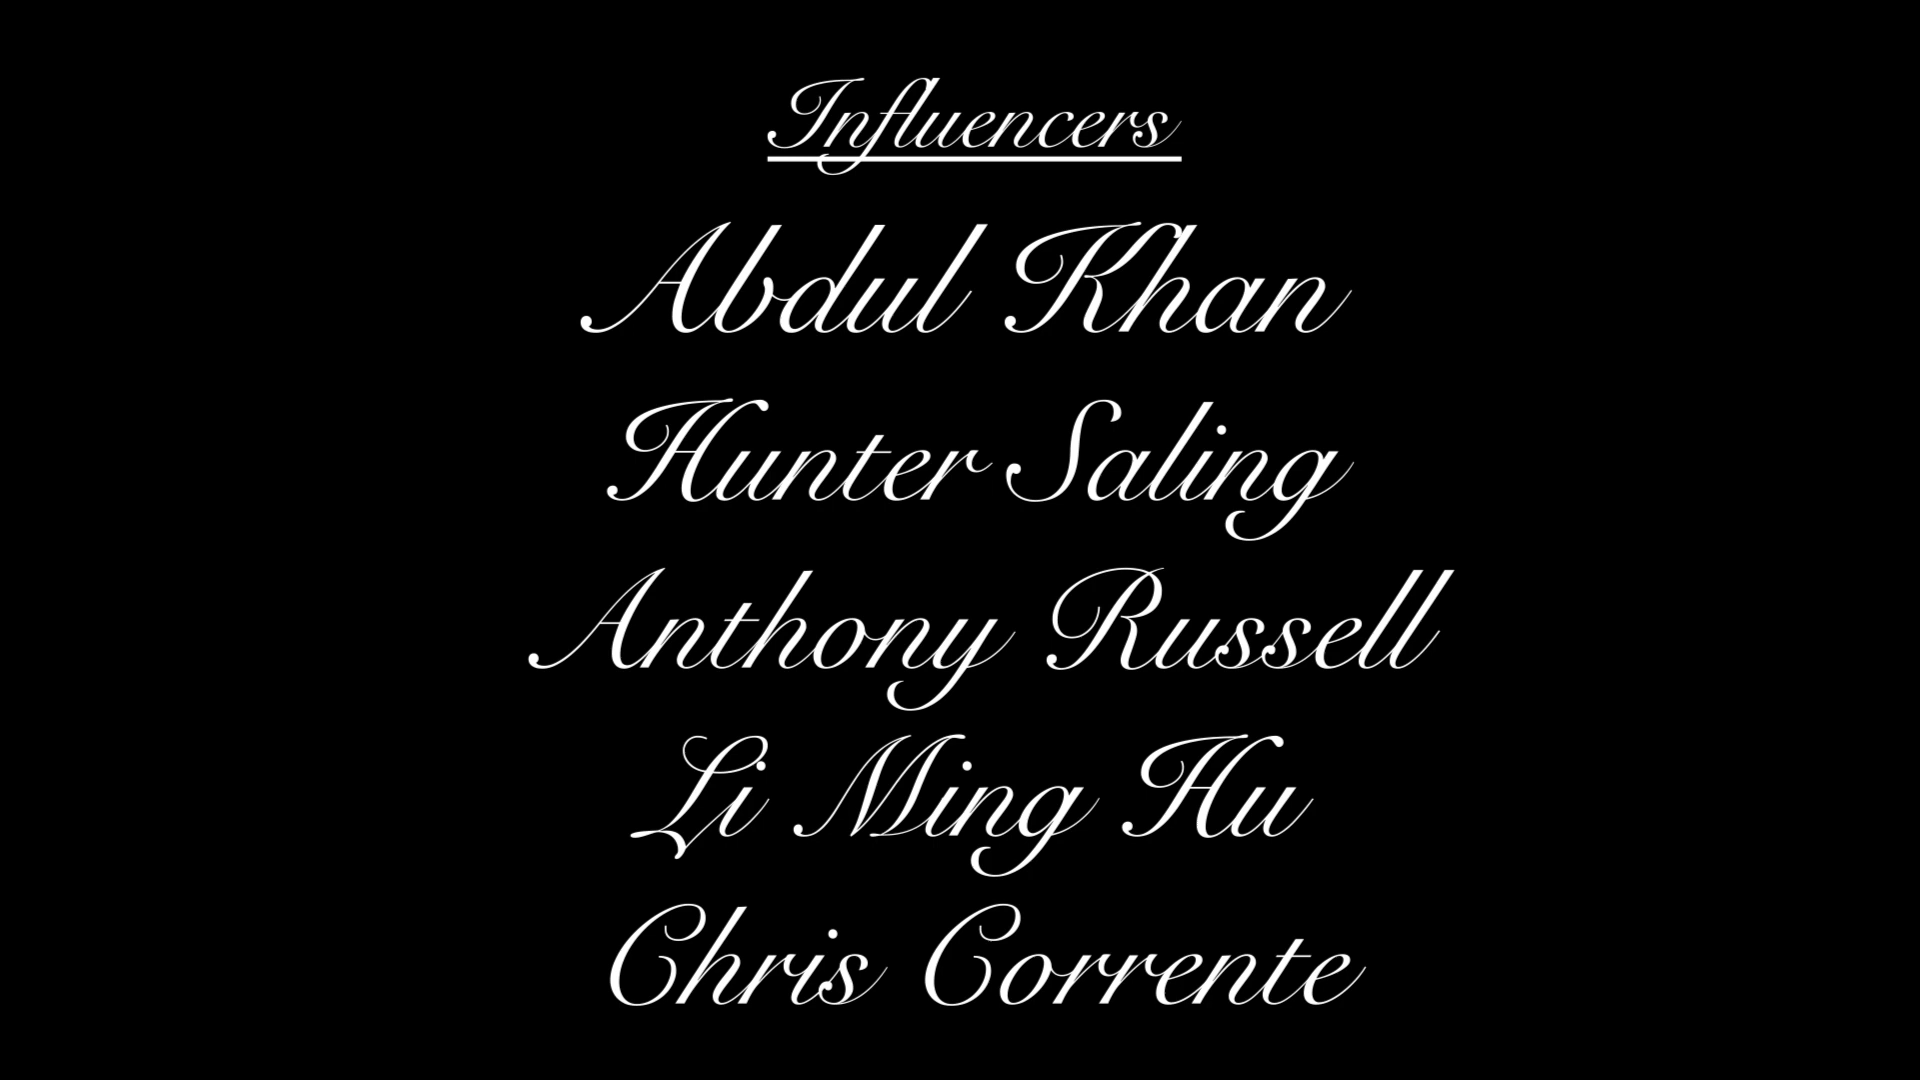 Influencers
Abdul Khan
Hunter Saling
Anthony Russell
Li Ming Hu
Chris Corrente